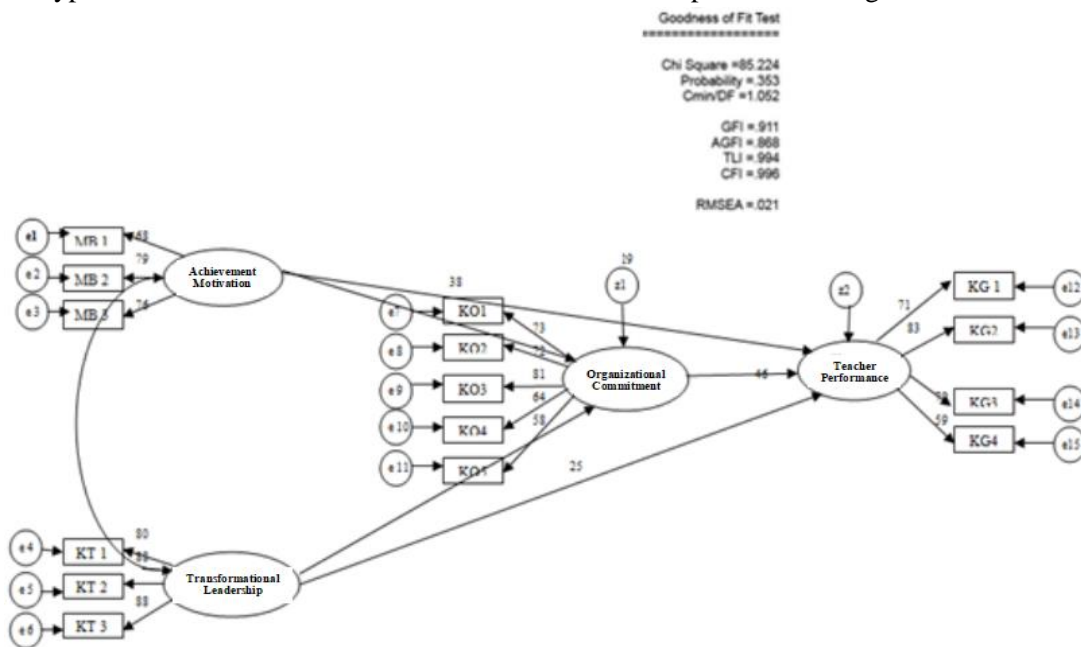 Goodness of Fit Test
==================
Chi Square =85.224
Probability =.353
Cmin/DF =1.052
GFI =.911
AGFI =.868
TLI =.994
CFI =.996
RMSEA =.021
e1
MB 1
68
e2
MB 2
79
e3
MB 3
76
Achievement
Motivation
38
19
z1
z2
e7
KO1
73
e8
KO2
72
e9
KO3
81
e10
KO4
64
e11
KO5
58
Organizational
Commitment
46
Teacher
Performance
71
KG 1
e12
83
KG2
e13
KG3
e14
59
KG4
e15
25
e4
KT 1
80
e5
KT 2
88
e6
KT 3
88
Transformational
Leadership